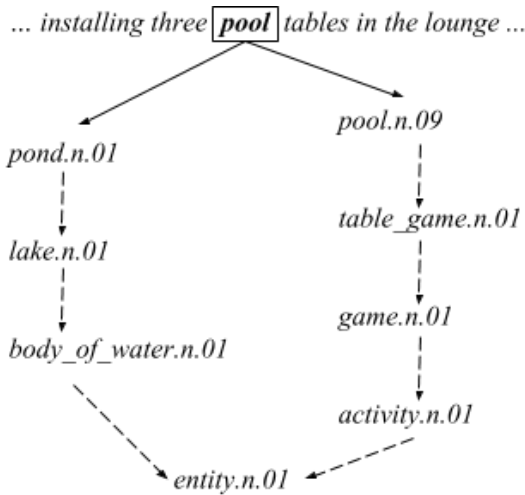 ... installing three pool tables in the lounge ...
pool.n.09
pond.n.01
table_game.n.01
lake.n.01
game.n.01
body_of_water.n.01
activity.n.01
entity.n.01